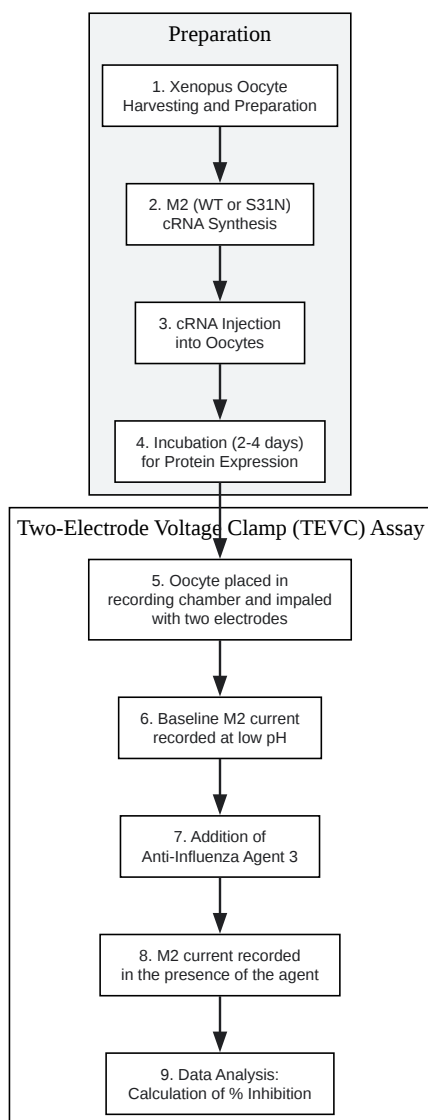 Preparation
1. Xenopus Oocyte
Harvesting and Preparation
2. M2 (WT or S31N)
cRNA Synthesis
3. cRNA Injection
into Oocytes
4. Incubation (2-4 days)
for Protein Expression
Two-Electrode Voltage Clamp (TEVC) Assay
5. Oocyte placed in
recording chamber and impaled
with two electrodes
6. Baseline M2 current
recorded at low pH
7. Addition of
Anti-Influenza Agent 3
8. M2 current recorded
in the presence of the agent
9. Data Analysis:
Calculation of % Inhibition